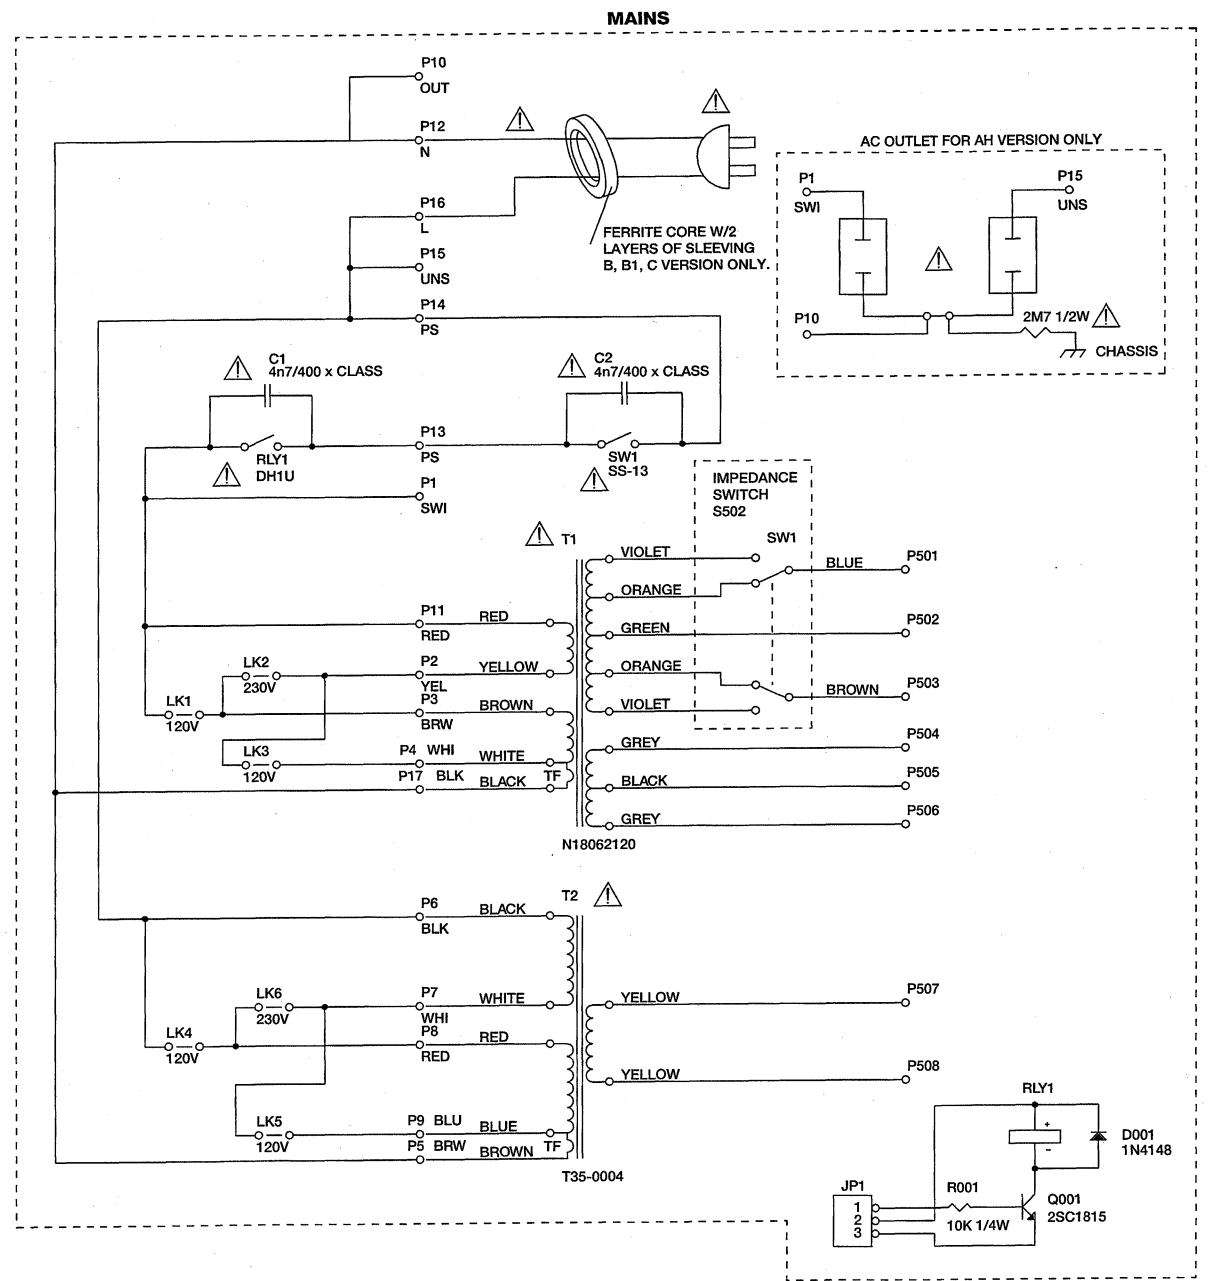 MAINS
P10
OUT
P12
N
P16
L
P15
UNS
P14
PS
FERRITE CORE W/2
LAYERS OF SLEEVING
B, B1, C VERSION ONLY.
AC OUTLET FOR AH VERSION ONLY
P1
SWI
P15
UNS
P10
2M7 1/2W
CHASSIS
C1
4n7/400 x CLASS
C2
4n7/400 x CLASS
RLY1
DH1U
P13
PS
SW1
SS-13
P1
SWI
IMPEDANCE
SWITCH
S502
SW1
T1
VIOLET
ORANGE
GREEN
ORANGE
VIOLET
GREY
BLACK
GREY
BLUE
P501
P502
BROWN
P503
P504
P505
P506
P11
RED
RED
LK2
230V
P2
YEL
YELLOW
LK1
120V
P3
BRW
BROWN
LK3
120V
P4 WHI
WHITE
P17 BLK
BLACK
TF
N18062120
T2
P6
BLK
BLACK
LK6
230V
P7
WHI
WHITE
LK4
120V
P8
RED
RED
LK5
120V
P9 BLU
BLUE
P5 BRW
BROWN
TF
T35-0004
YELLOW
P507
YELLOW
P508
RLY1
+
-
D001
1N4148
JP1
1
2
3
R001
10K 1/4W
Q001
2SC1815